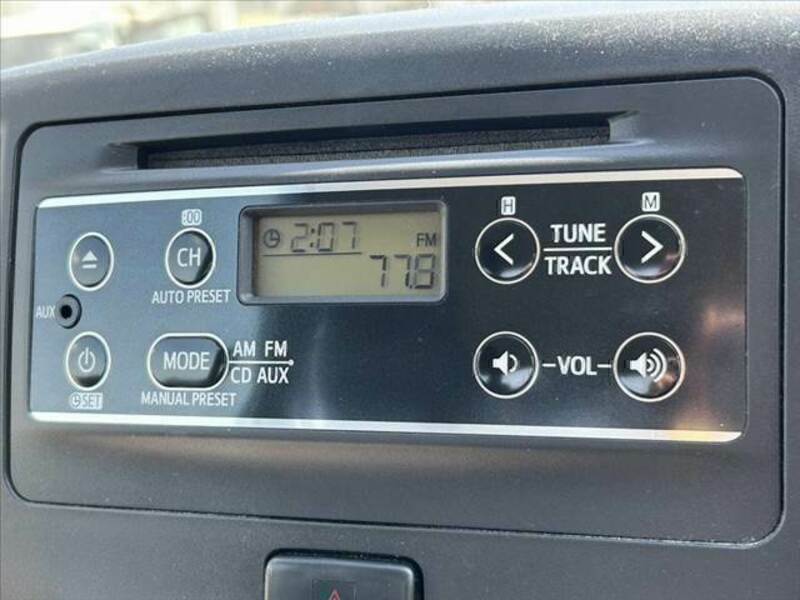 :00
H
M
2:07
FM
77.8
CH
AUTO PRESET
TUNE
TRACK
AUX
MODE
AM FM
CD AUX
MANUAL PRESET
SET
VOL